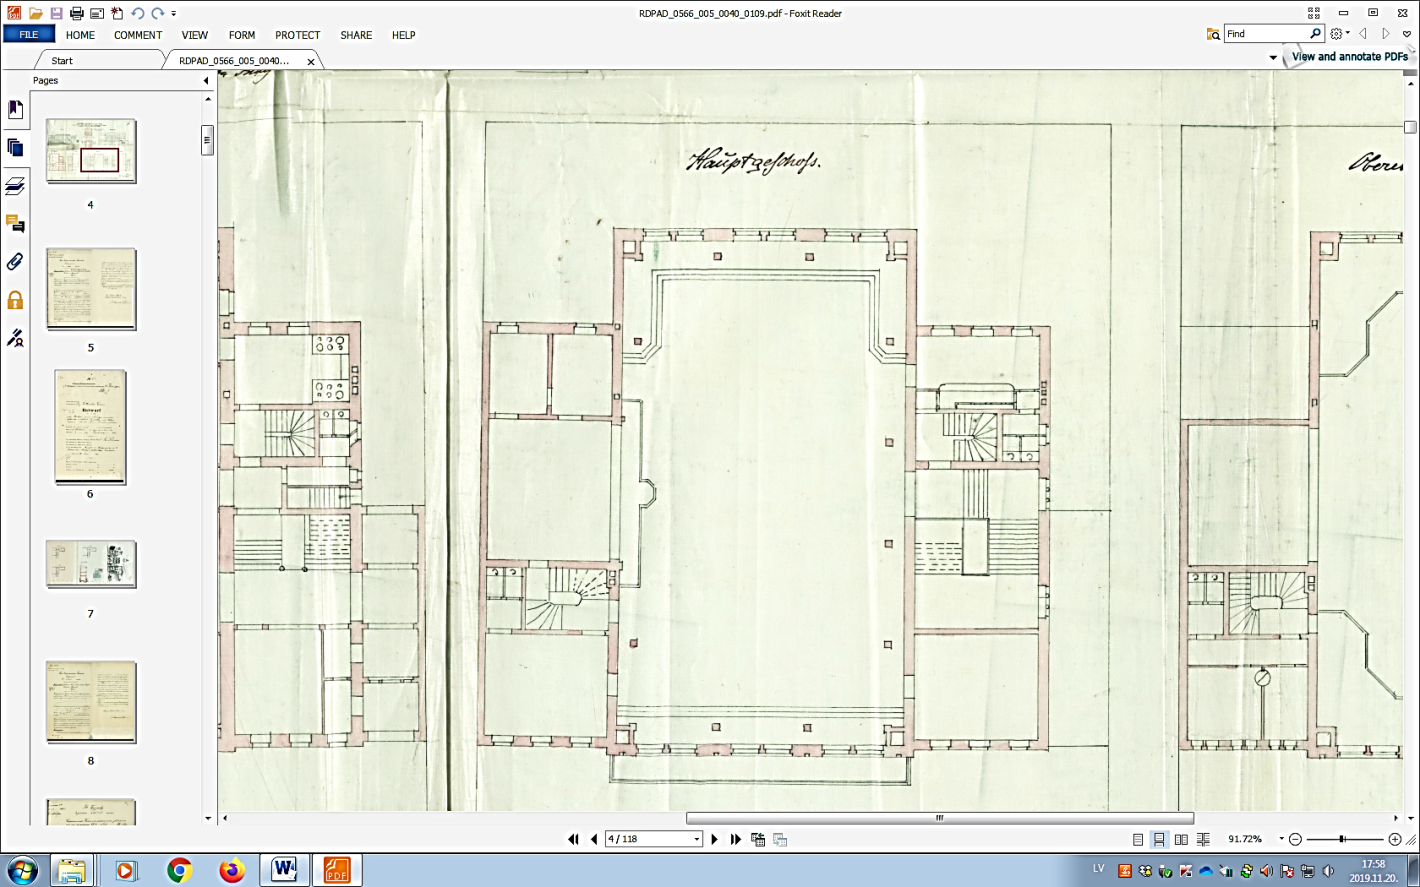 RDPAD_0566_005_0040_0109.pdf - Foxit Reader
FILE HOME COMMENT VIEW FORM PROTECT SHARE HELP
Find
Start
RDPAD_0566_005_0040...
View and annotate PDFs
Pages
4
5
6
7
8
Hauptgeschoss.
4 / 118
91.72%
LV
17:58
2019.11.20.